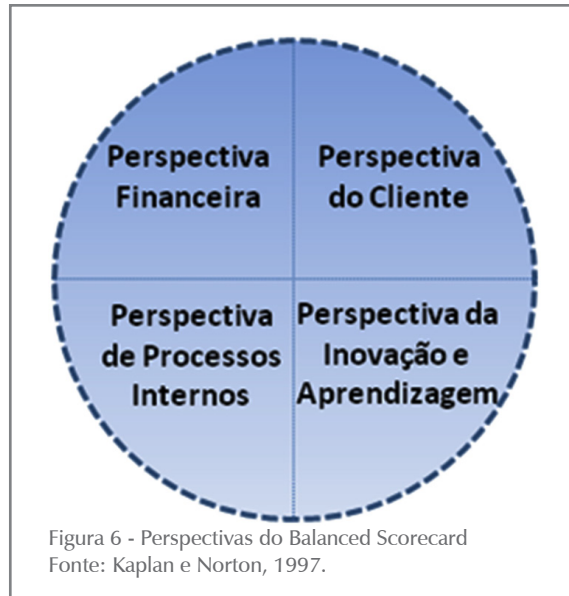 Perspectiva
Financeira
Perspectiva
do Cliente
Perspectiva
de Processos
Internos
Perspectiva da
Inovação e
Aprendizagem
Figura 6 - Perspectivas do Balanced Scorecard
Fonte: Kaplan e Norton, 1997.